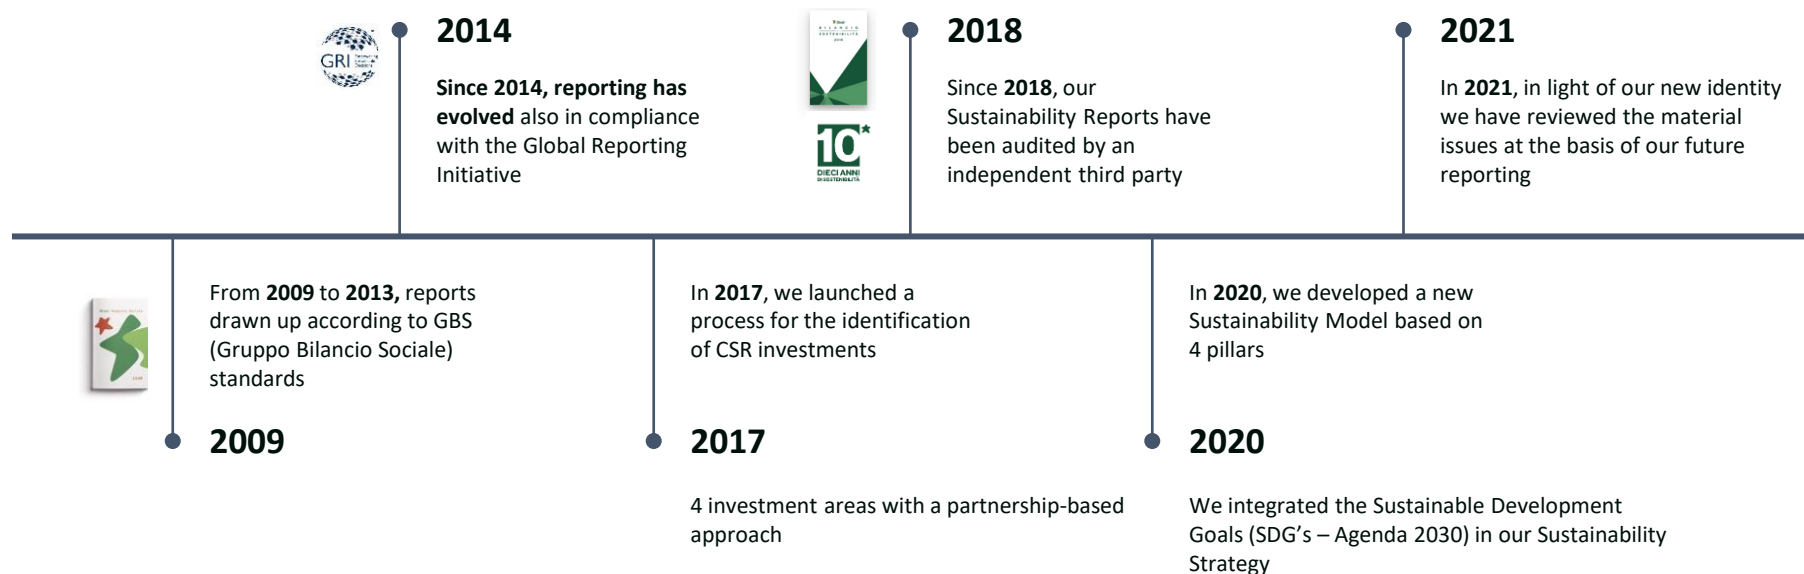 GRI
2014
Since 2014, reporting has
evolved also in compliance
with the Global Reporting
Initiative
BILANCIO
SOSTENIBILITÀ
10
DIECI ANNI
DI SOSTENIBILITÀ
2018
Since 2018, our
Sustainability Reports have
been audited by an
independent third party
2021
In 2021, in light of our new identity
we have reviewed the material
issues at the basis of our future
reporting
From 2009 to 2013, reports
drawn up according to GBS
(Gruppo Bilancio Sociale)
standards
2009
In 2017, we launched a
process for the identification
of CSR investments
2017
4 investment areas with a partnership-based
approach
In 2020, we developed a new
Sustainability Model based on
4 pillars
2020
We integrated the Sustainable Development
Goals (SDG's – Agenda 2030) in our Sustainability
Strategy